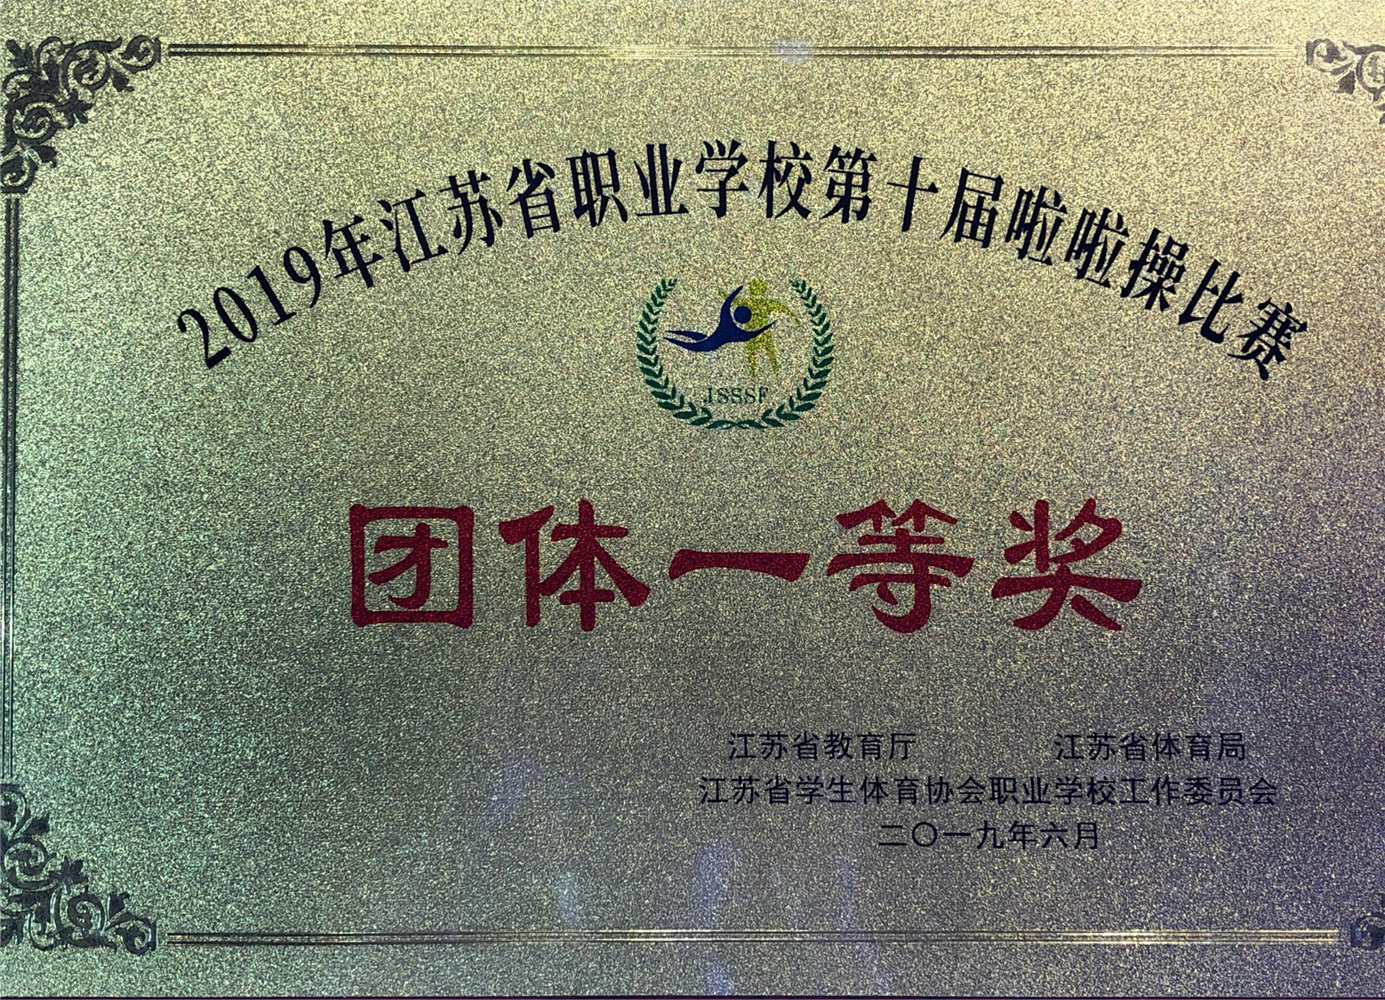 2019年江苏省职业学校第十届啦啦操比赛
JSSSF
团体一等奖
江苏省教育厅 江苏省体育局
江苏省学生体育协会职业学校工作委员会
二〇一九年六月